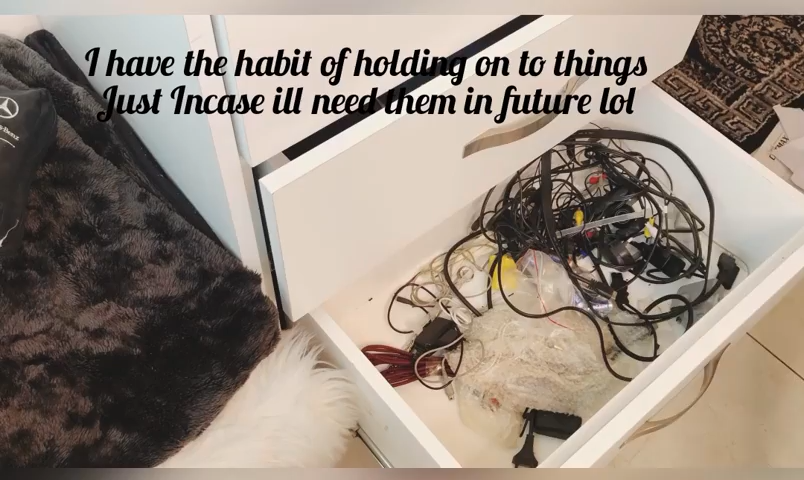 I have the habit of holding on to things
Just Incase ill need them in future lol